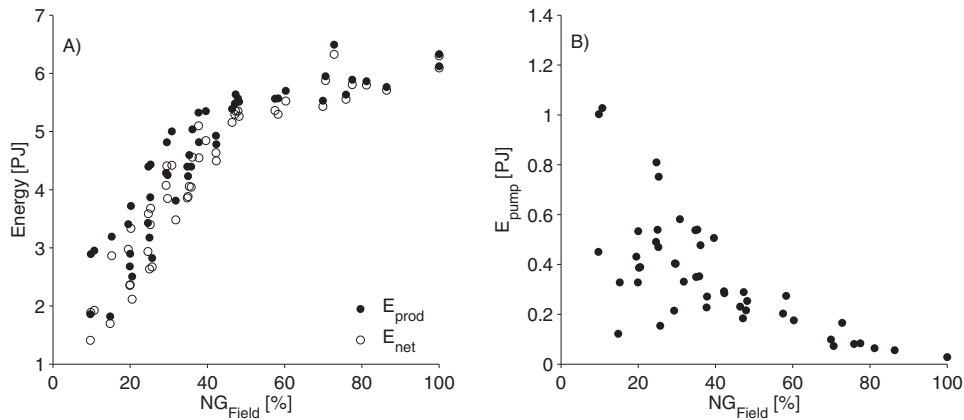 A)
7
6
5
4
3
2
1
Energy [PJ]
0 20 40 60 80 100
NG_Field [%]
E_prod
E_net
B)
1.4
1.2
1
0.8
0.6
0.4
0.2
0
E_pump [PJ]
0 20 40 60 80 100
NG_Field [%]